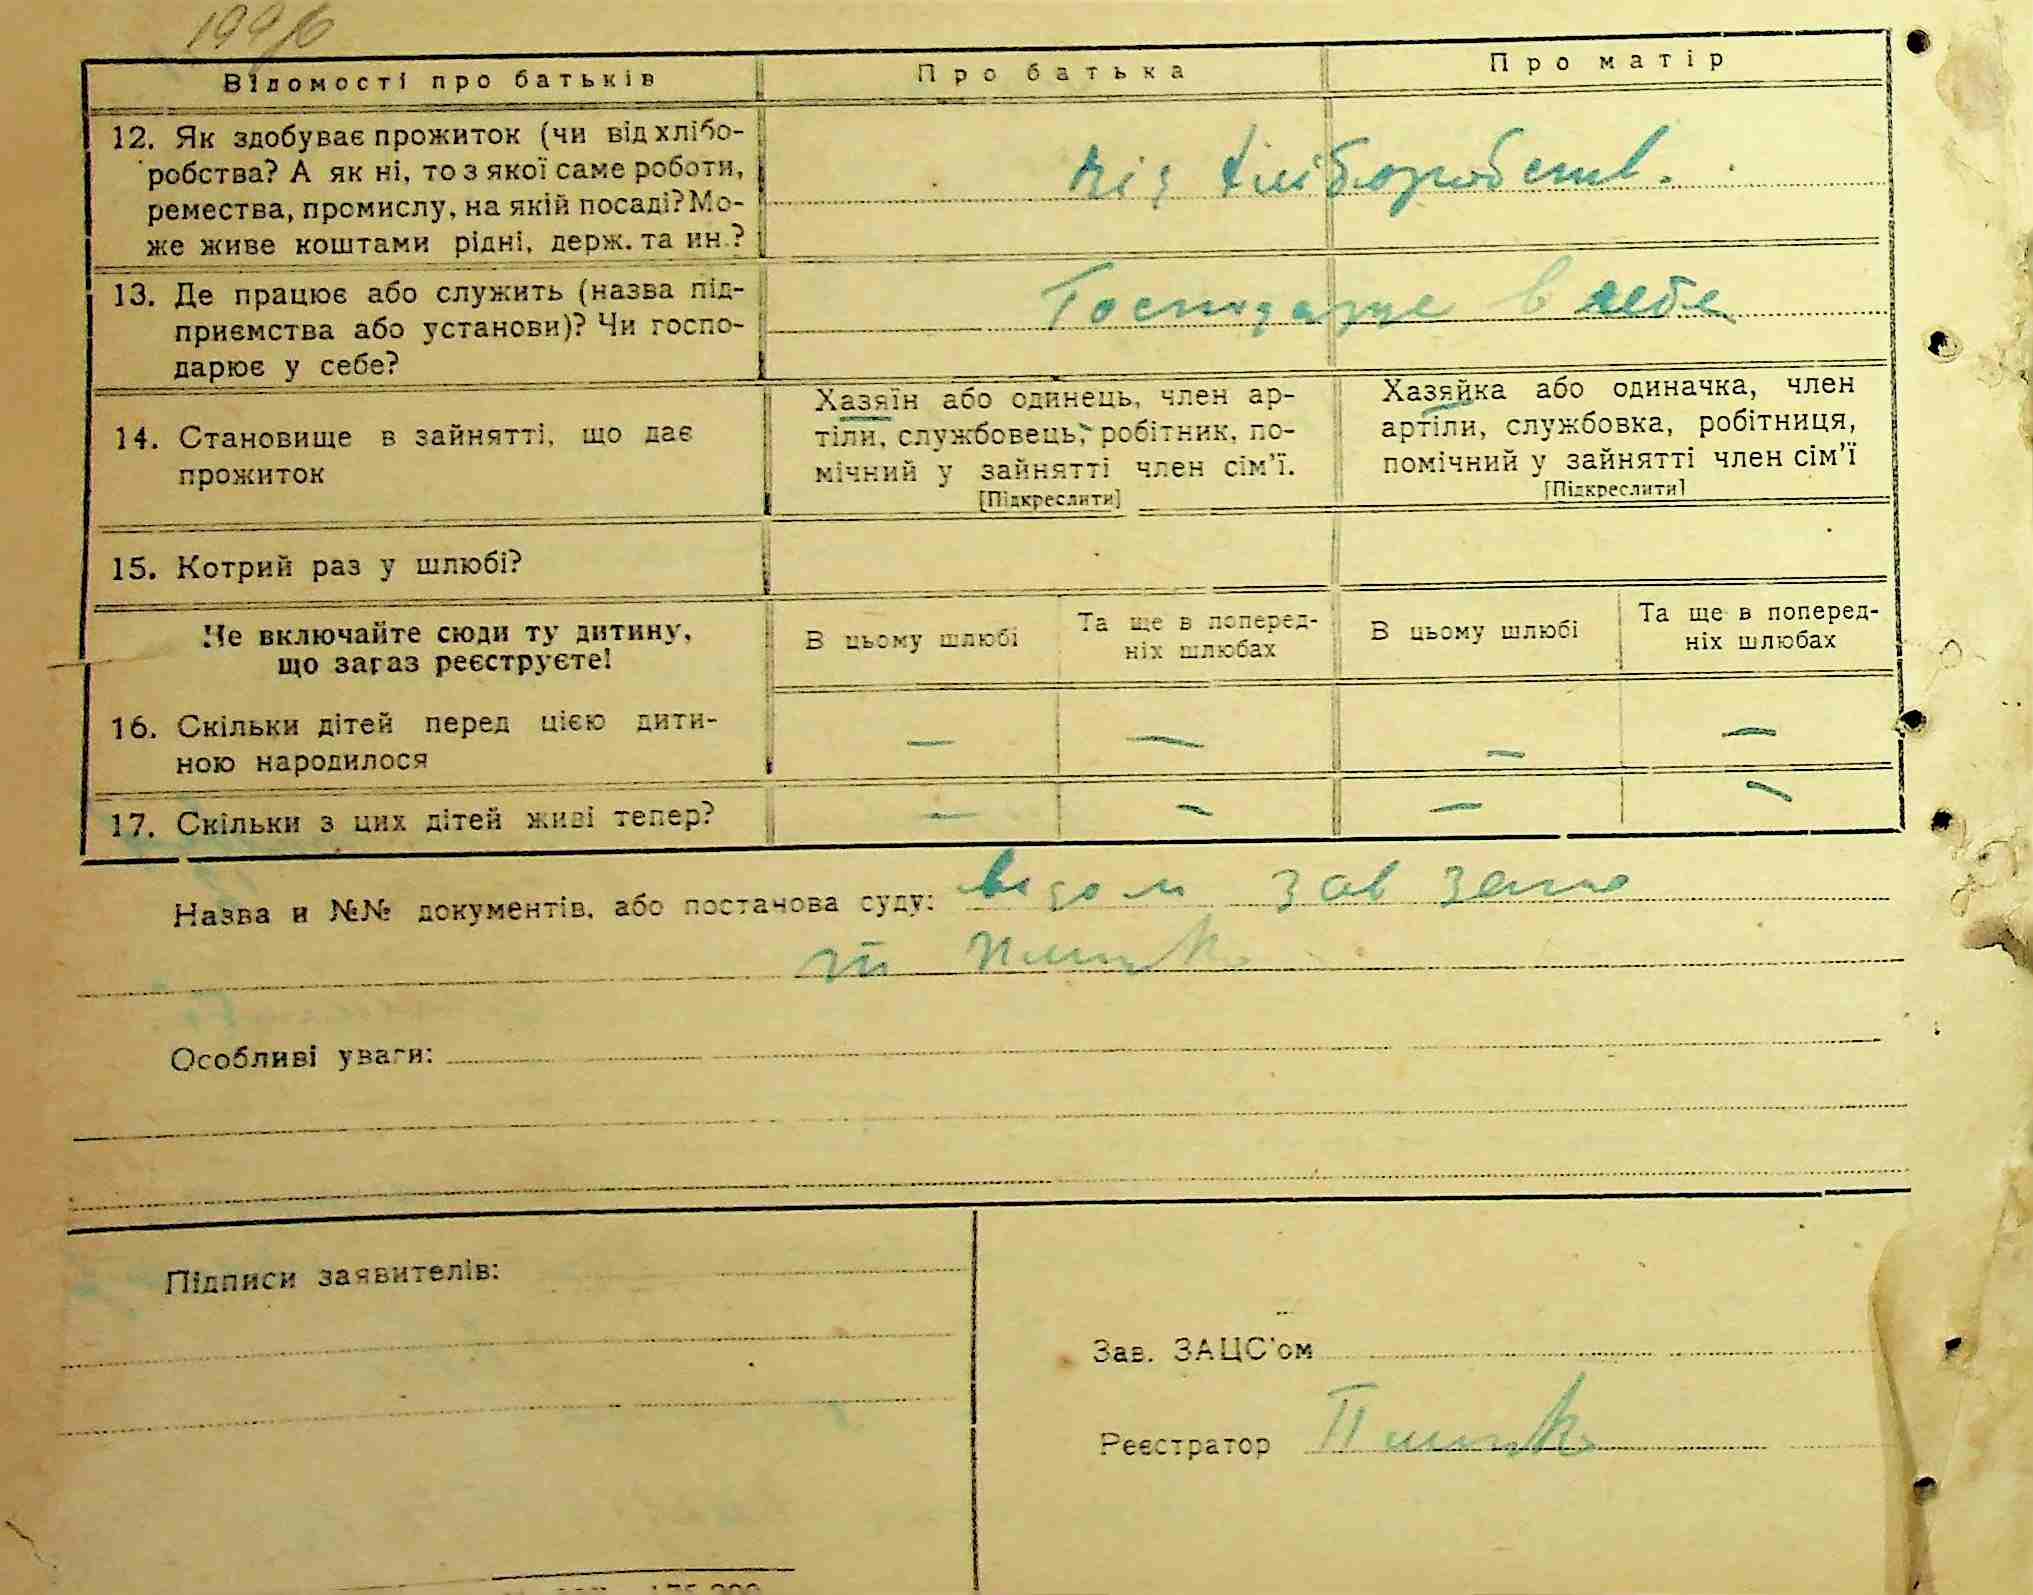 Відомості про батьків
Про батька
Про матір
12. Як здобуває прожиток (чи від хлібо-
робства? А як ні, то з якої саме роботи,
ремества, промислу, на якій посаді? Мо-
же живе коштами рідні, держ. та ин.?
від хліборобств.
13. Де працює або служить (назва під-
приємства або установи)? Чи госпо-
дарює у себе?
Господарює в себе
14. Становище в зайнятті, що дає
прожиток
Хазяїн або одинець, член ар-
тіли, службовець, робітник, по-
мічний у зайнятті член сім'ї.
[Підкреслити]
Хазяйка або одиначка, член
артіли, службовка, робітниця,
помічний у зайнятті член сім'ї
[Підкреслити]
15. Котрий раз у шлюбі?
Не включайте сюди ту дитину,
що зараз реєструєте!
В цьому шлюбі
Та ще в поперед-
ніх шлюбах
В цьому шлюбі
Та ще в поперед-
ніх шлюбах
16. Скільки дітей перед цією дити-
ною народилося
— — — —
17. Скільки з цих дітей живі тепер?
— — — —
Назва и №№ документів, або постанова суду:
Особливі уваги:
Підписи заявителів:
Зав. ЗАЦС'ом
Реєстратор